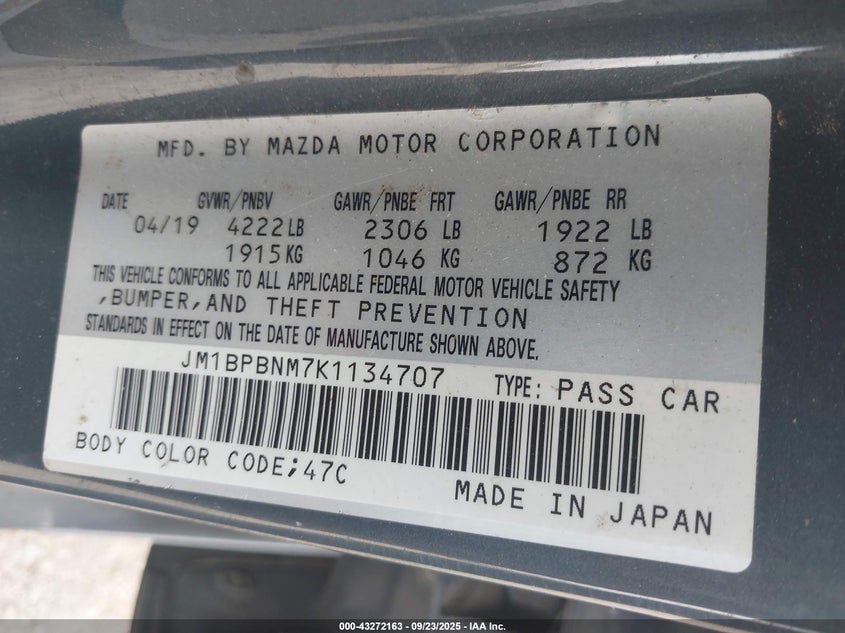 MFD. BY MAZDA MOTOR CORPORATION
DATE GVWR/PNBV GAWR/PNBE FRT GAWR/PNBE RR
04/19 4222 LB 2306 LB 1922 LB
1915 KG 1046 KG 872 KG
THIS VEHICLE CONFORMS TO ALL APPLICABLE FEDERAL MOTOR VEHICLE SAFETY
,BUMPER,AND THEFT PREVENTION
STANDARDS IN EFFECT ON THE DATE OF MANUFACTURE SHOWN ABOVE.
JM1BPBNM7K1134707 TYPE: PASS CAR
BODY COLOR CODE;47C
MADE IN JAPAN
000-43272163 - 09/23/2025 - IAA Inc.